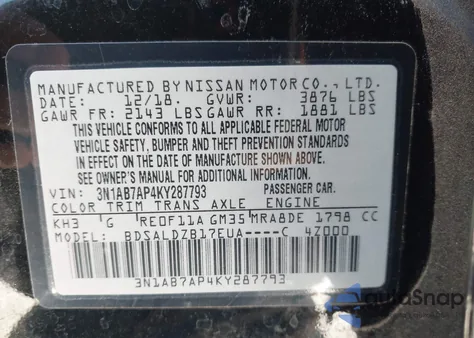 MANUFACTURED BY NISSAN MOTOR CO., LTD.
DATE: 12/18. GVWR: 3876 LBS
GAWR FR: 2143 LBS GAWR RR: 1881 LBS
THIS VEHICLE CONFORMS TO ALL APPLICABLE FEDERAL MOTOR
VEHICLE SAFETY, BUMPER AND THEFT PREVENTION STANDARDS
IN EFFECT ON THE DATE OF MANUFACTURE SHOWN ABOVE.
SEE OWNER'S MANUAL FOR ADDITIONAL INFORMATION.
VIN: 3N1AB7AP4KY287793 PASSENGER CAR.
COLOR TRIM TRANS AXLE ENGINE
KH3 G RE0F11A GM35 MRA8DE 1798 CC
MODEL: BDSALDZB17EUA----C 4Z000
3N1AB7AP4KY287793
AutoSnap